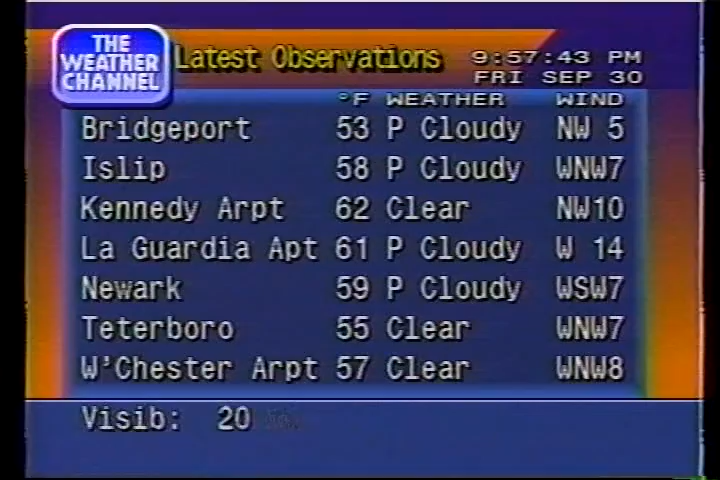 THE
WEATHER
CHANNEL
Latest Observations
9:57:43 PM
FRI SEP 30
°F WEATHER WIND
Bridgeport 53 P Cloudy NW 5
Islip 58 P Cloudy WNW7
Kennedy Arpt 62 Clear NW10
La Guardia Apt 61 P Cloudy W 14
Newark 59 P Cloudy WSW7
Teterboro 55 Clear WNW7
W'Chester Arpt 57 Clear WNW8
Visib: 20